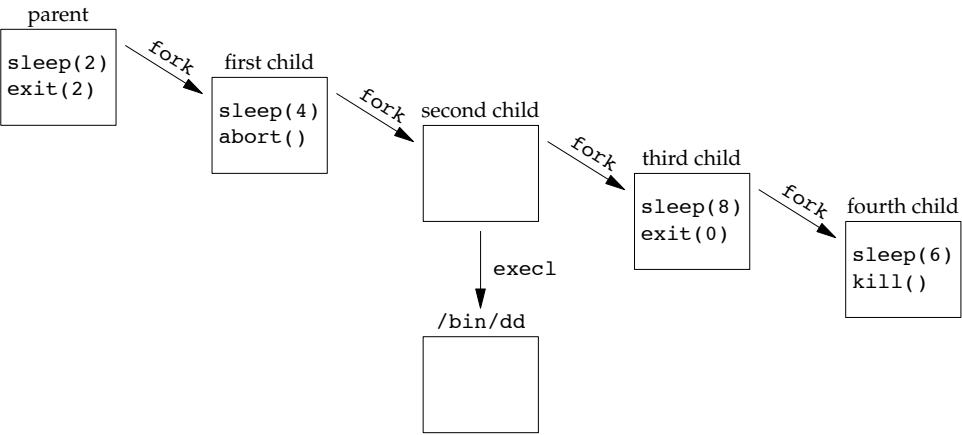 parent
sleep(2)
exit(2)
fork
first child
sleep(4)
abort()
fork
second child
fork
third child
sleep(8)
exit(0)
fork
fourth child
sleep(6)
kill()
execl
/bin/dd